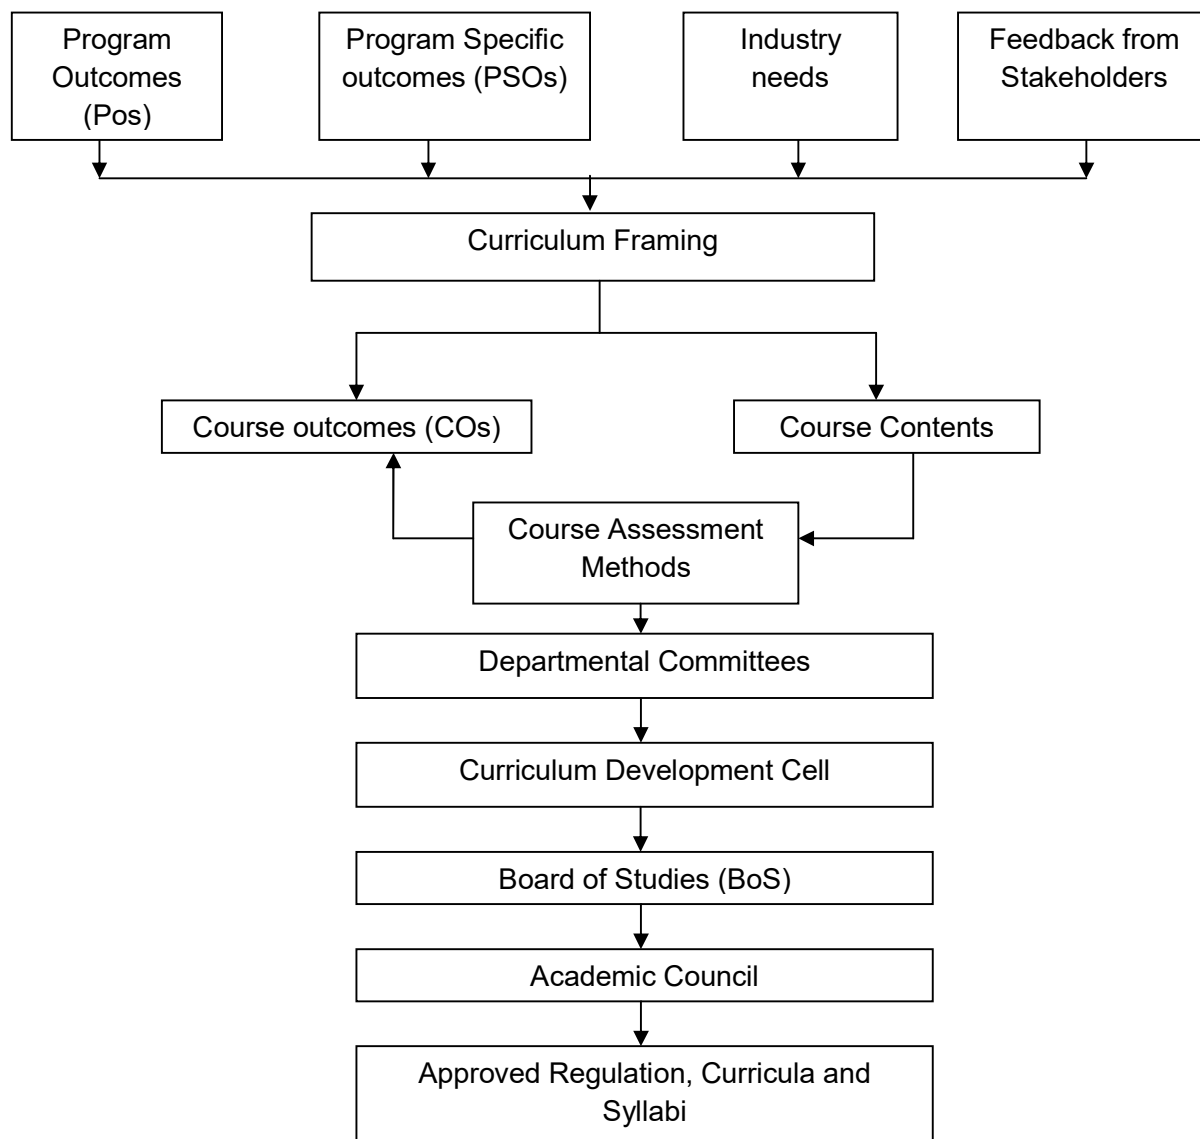 Program
Outcomes
(Pos)
Program Specific
outcomes (PSOs)
Industry
needs
Feedback from
Stakeholders
Curriculum Framing
Course outcomes (COs)
Course Contents
Course Assessment
Methods
Departmental Committees
Curriculum Development Cell
Board of Studies (BoS)
Academic Council
Approved Regulation, Curricula and
Syllabi